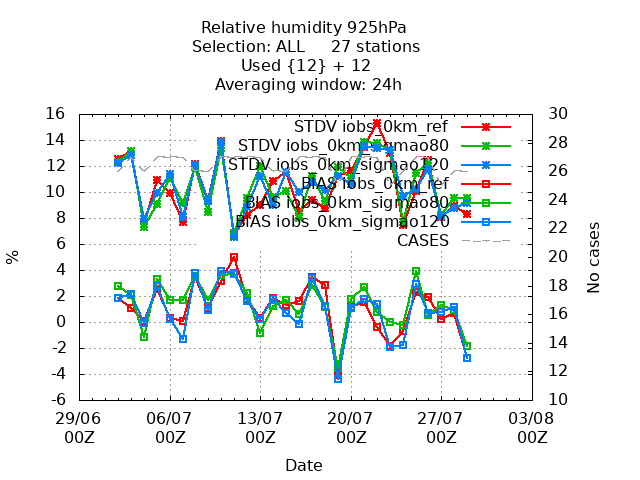 Relative humidity 925hPa
Selection: ALL 27 stations
Used {12} + 12
Averaging window: 24h
16 30
14 28
12 26
10 24
8 22
6 20
4 18
2 16
0 14
-2 12
-4
-6 10
%
No cases
STDV iobs_0km_ref
STDV iobs_0km_sigmao80
STDV iobs_0km_sigmao120
BIAS iobs_0km_ref
BIAS iobs_0km_sigmao80
BIAS iobs_0km_sigmao120
CASES
29/06 06/07 13/07 20/07 27/07 03/08
00Z 00Z 00Z 00Z 00Z 00Z
Date